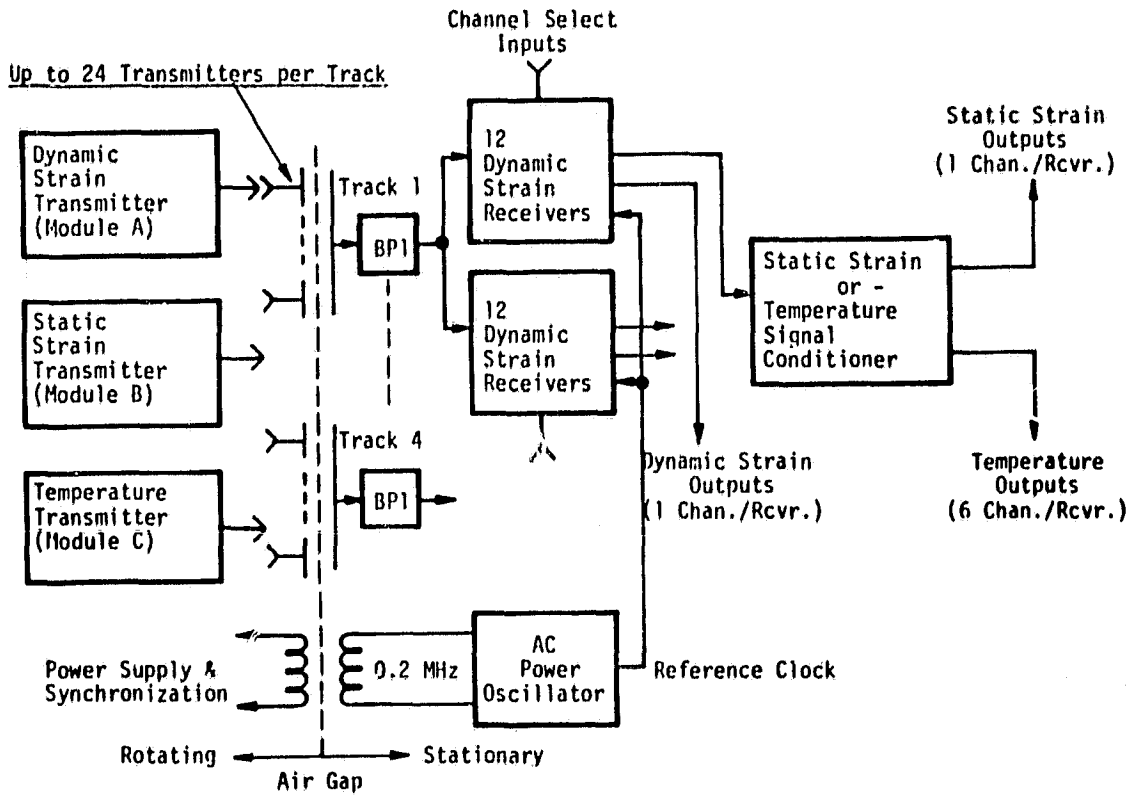 Channel Select
Inputs
Up to 24 Transmitters per Track
Dynamic
Strain
Transmitter
(Module A)
Track 1
BP1
12
Dynamic
Strain
Receivers
Static Strain
Outputs
(1 Chan./Rcvr.)
Static Strain
or -
Temperature
Signal
Conditioner
Static
Strain
Transmitter
(Module B)
12
Dynamic
Strain
Receivers
Track 4
BP1
Temperature
Transmitter
(Module C)
Dynamic Strain
Outputs
(1 Chan./Rcvr.)
Temperature
Outputs
(6 Chan./Rcvr.)
Power Supply &
Synchronization
0.2 MHz
AC
Power
Oscillator
Reference Clock
Rotating
Stationary
Air Gap